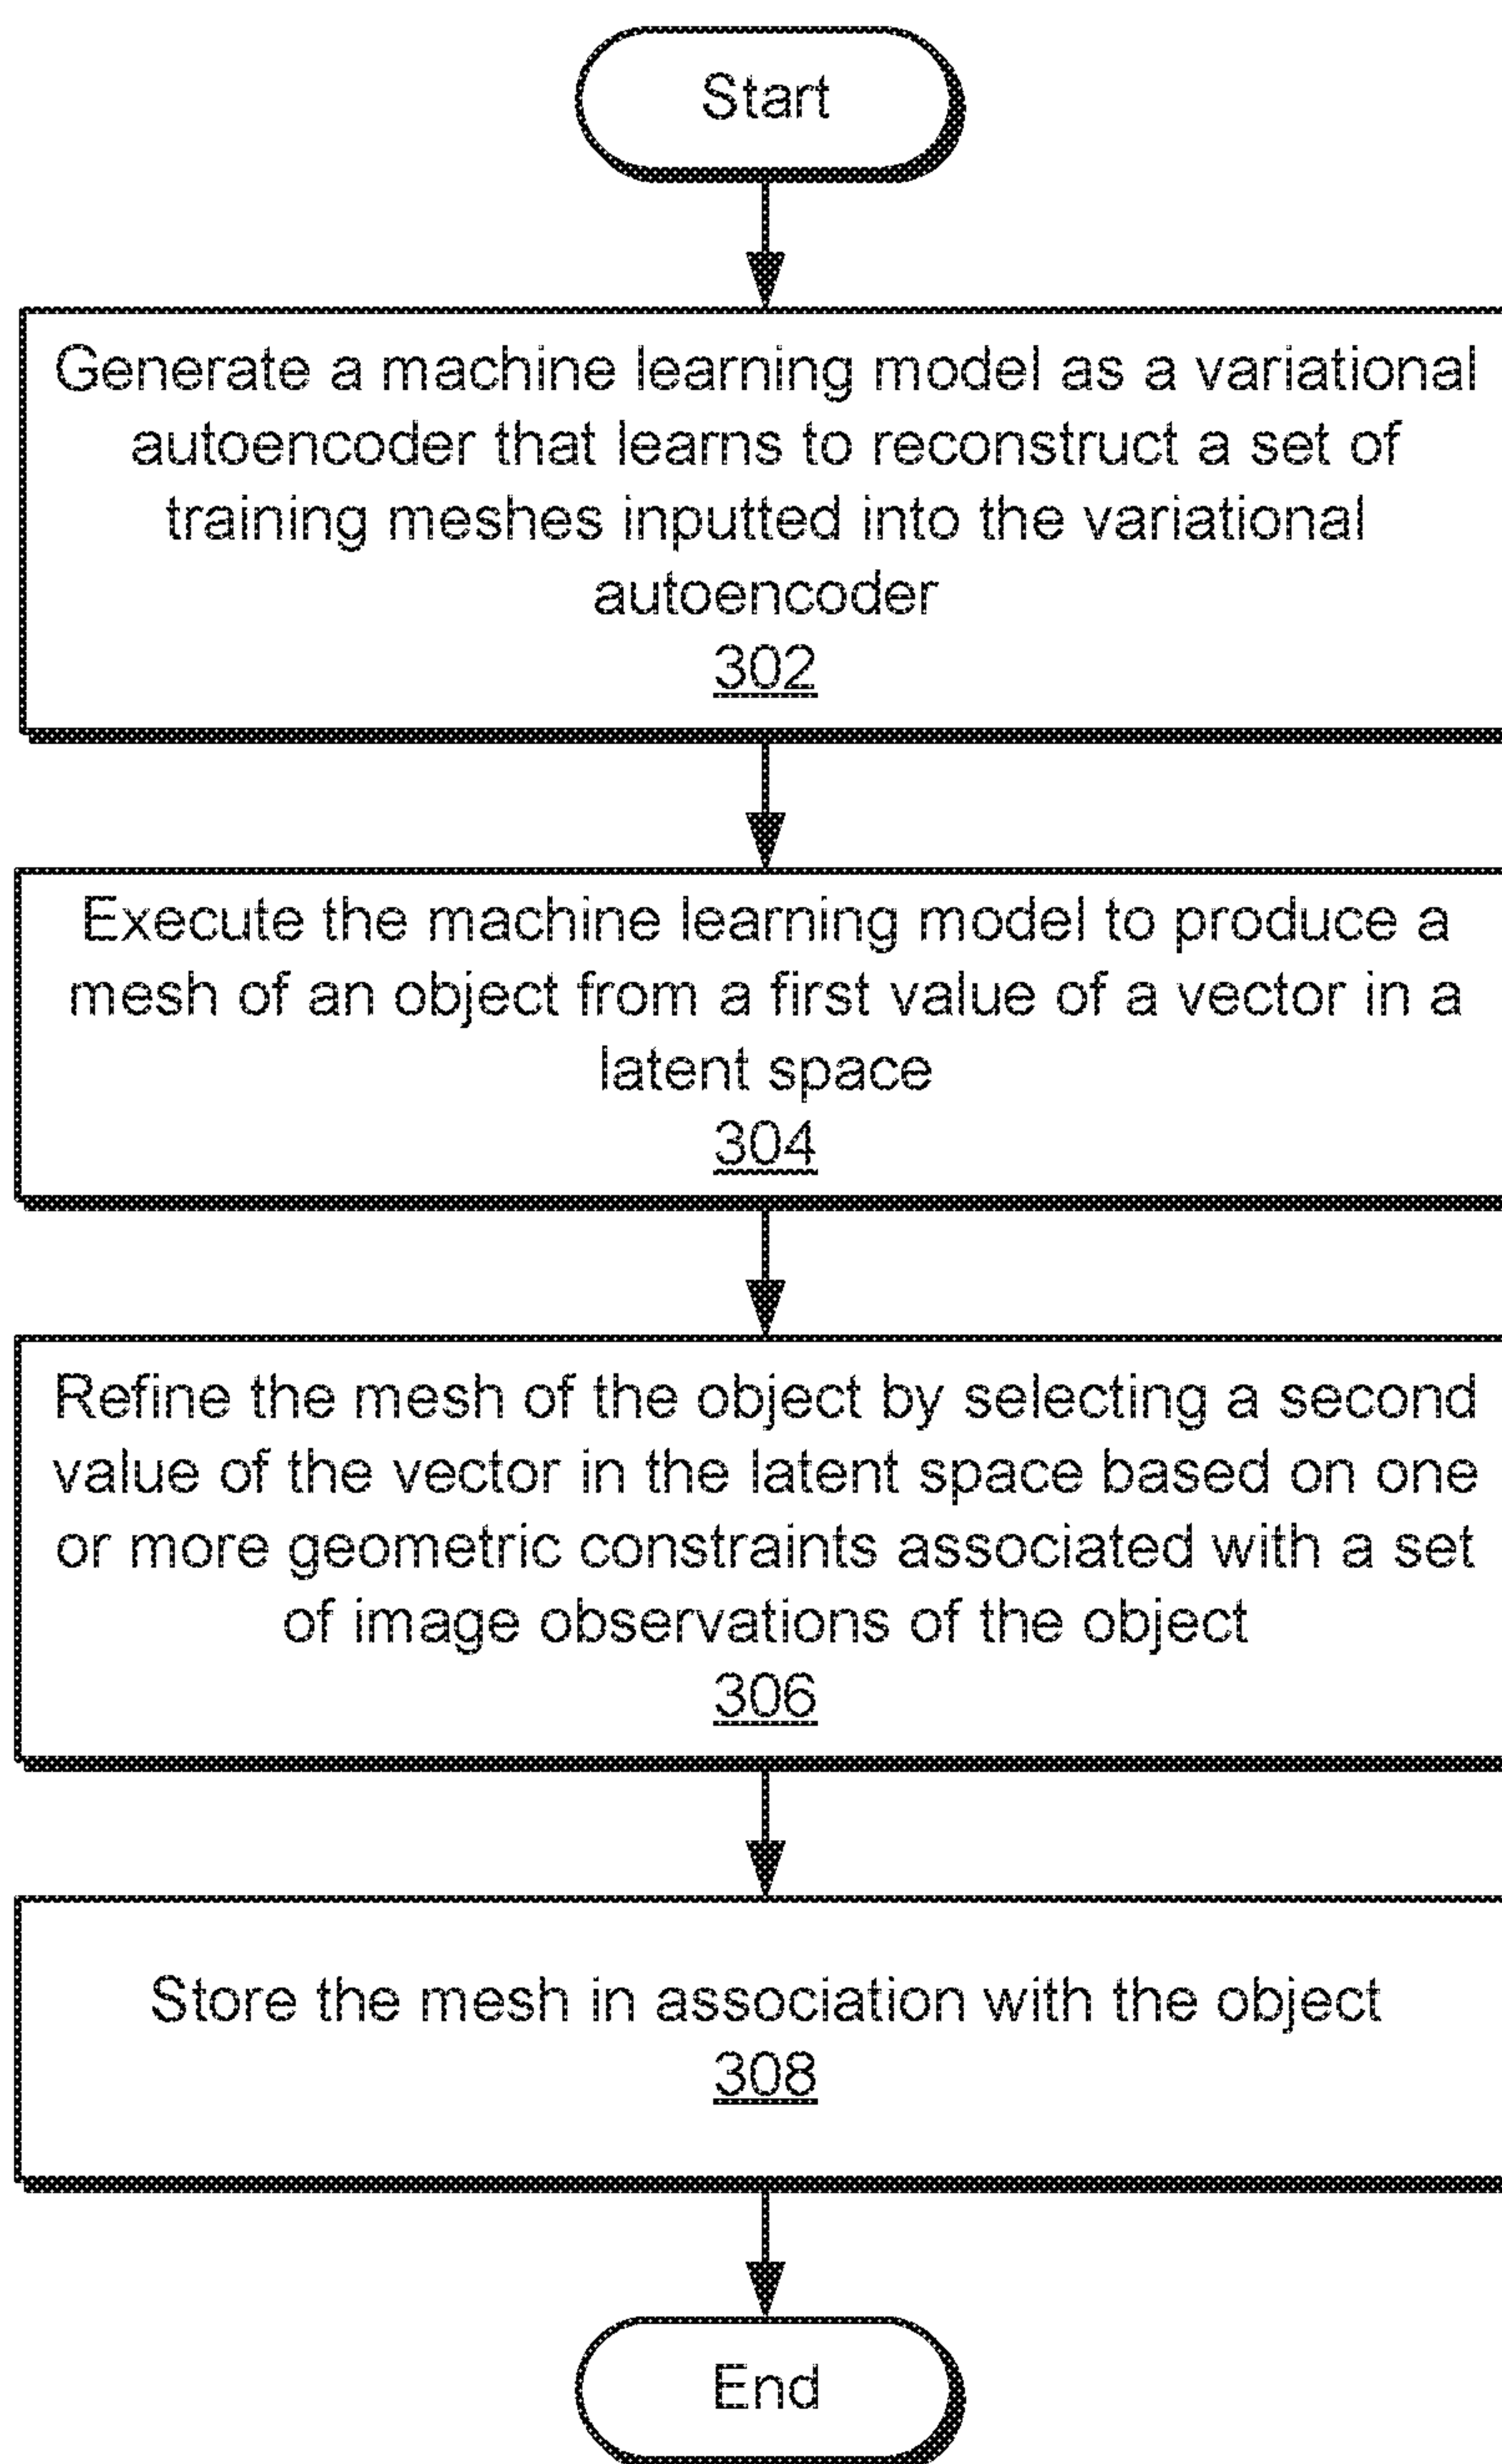 Start
Generate a machine learning model as a variational
autoencoder that learns to reconstruct a set of
training meshes inputted into the variational
autoencoder
302
Execute the machine learning model to produce a
mesh of an object from a first value of a vector in a
latent space
304
Refine the mesh of the object by selecting a second
value of the vector in the latent space based on one
or more geometric constraints associated with a set
of image observations of the object
306
Store the mesh in association with the object
308
End